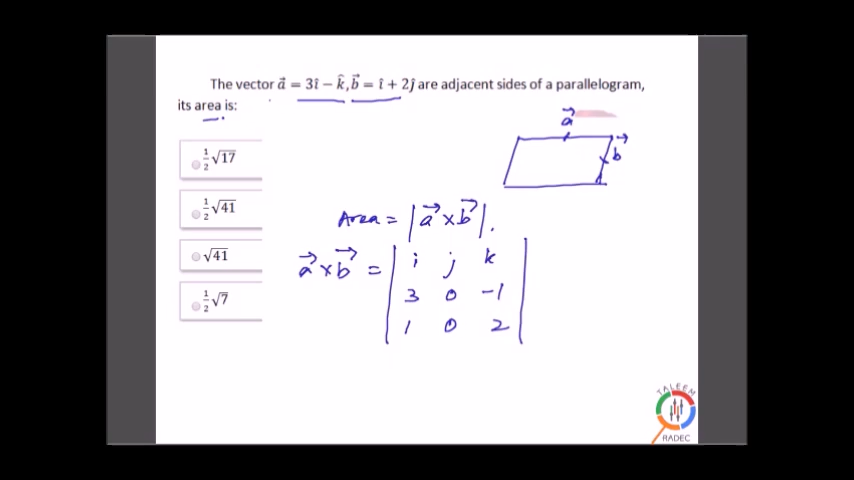 The vector a⃗ = 3î − k̂, b⃗ = î + 2ĵ are adjacent sides of a parallelogram,
its area is:
½√17
½√41
√41
½√7
a⃗
b⃗
Area = |a⃗ × b⃗|.
a⃗ × b⃗ = | i j k |
| 3 0 -1 |
| 1 0 2 |
TALEEM
RADEC